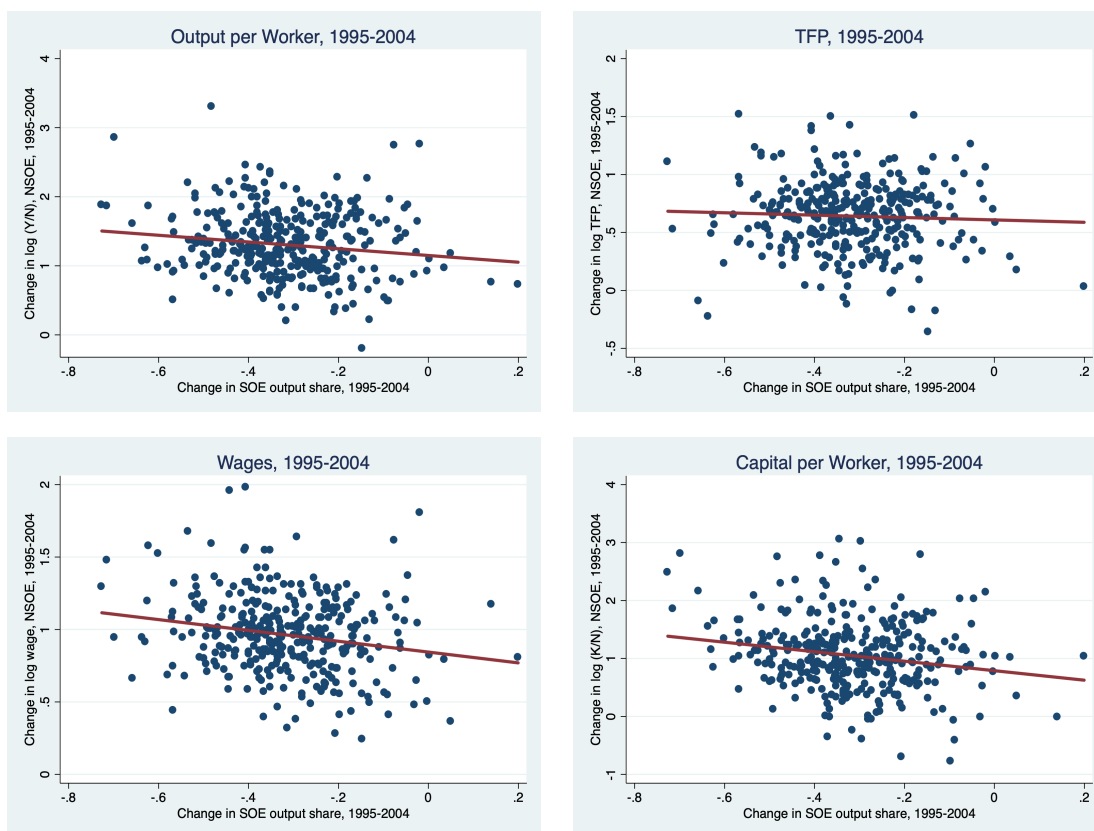 Output per Worker, 1995-2004
Change in log (Y/N), NSOE, 1995-2004
4
3
2
1
0
-.8 -.6 -.4 -.2 0 .2
Change in SOE output share, 1995-2004
TFP, 1995-2004
Change in log TFP, NSOE, 1995-2004
2
1.5
1
.5
0
-.5
-.8 -.6 -.4 -.2 0 .2
Change in SOE output share, 1995-2004
Wages, 1995-2004
Change in log wage, NSOE, 1995-2004
2
1.5
1
.5
0
-.8 -.6 -.4 -.2 0 .2
Change in SOE output share, 1995-2004
Capital per Worker, 1995-2004
Change in log (K/N), NSOE, 1995-2004
4
3
2
1
0
-1
-.8 -.6 -.4 -.2 0 .2
Change in SOE output share, 1995-2004